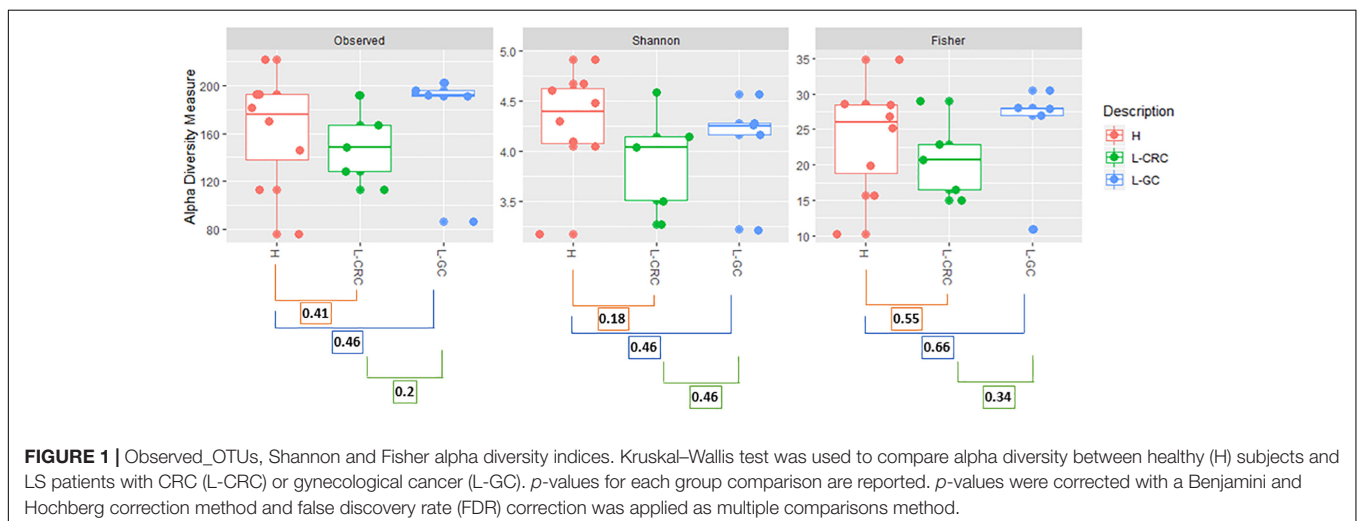 Observed
Shannon
Fisher
Alpha Diversity Measure
200
160
120
80
5.0
4.5
4.0
3.5
35
30
25
20
15
10
H
L-CRC
L-GC
H
L-CRC
L-GC
H
L-CRC
L-GC
Description
H
L-CRC
L-GC
0.41
0.46
0.2
0.18
0.46
0.46
0.55
0.66
0.34
FIGURE 1 | Observed_OTUs, Shannon and Fisher alpha diversity indices. Kruskal–Wallis test was used to compare alpha diversity between healthy (H) subjects and
LS patients with CRC (L-CRC) or gynecological cancer (L-GC). p-values for each group comparison are reported. p-values were corrected with a Benjamini and
Hochberg correction method and false discovery rate (FDR) correction was applied as multiple comparisons method.